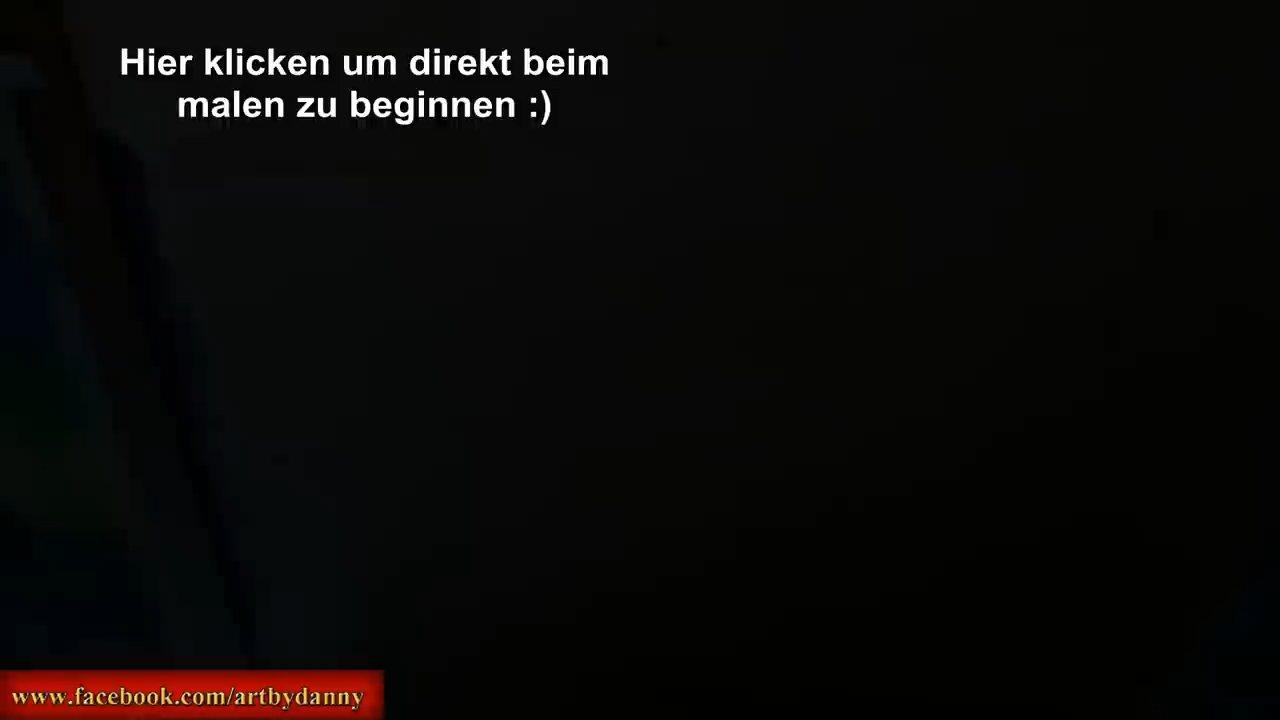 Hier klicken um direkt beim
malen zu beginnen :)
www.facebook.com/artbydanny